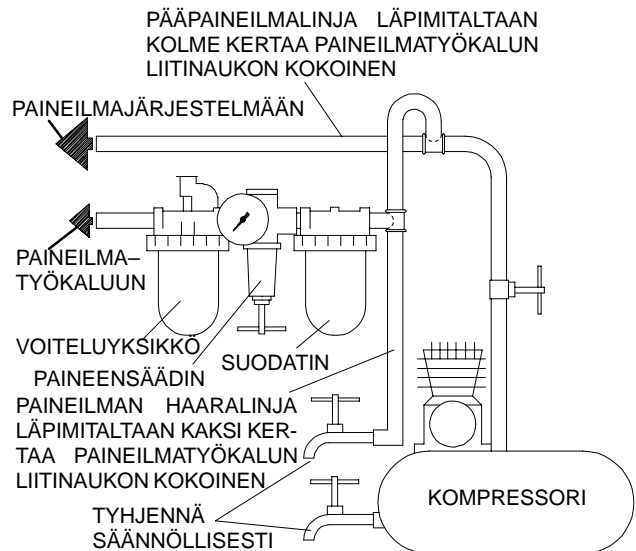 PÄÄPAINEILMALINJA LÄPIMITALTAAN
KOLME KERTAA PAINEILMATYÖKALUN
LIITINAUKON KOKOINEN
PAINEILMAJÄRJESTELMÄÄN
PAINEILMA–
TYÖKALUUN
VOITELUYKSIKKÖ
SUODATIN
PAINEENSÄÄDIN
PAINEILMAN HAARALINJA
LÄPIMITALTAAN KAKSI KER-
TAA PAINEILMATYÖKALUN
LIITINAUKON KOKOINEN
KOMPRESSORI
TYHJENNÄ
SÄÄNNÖLLISESTI